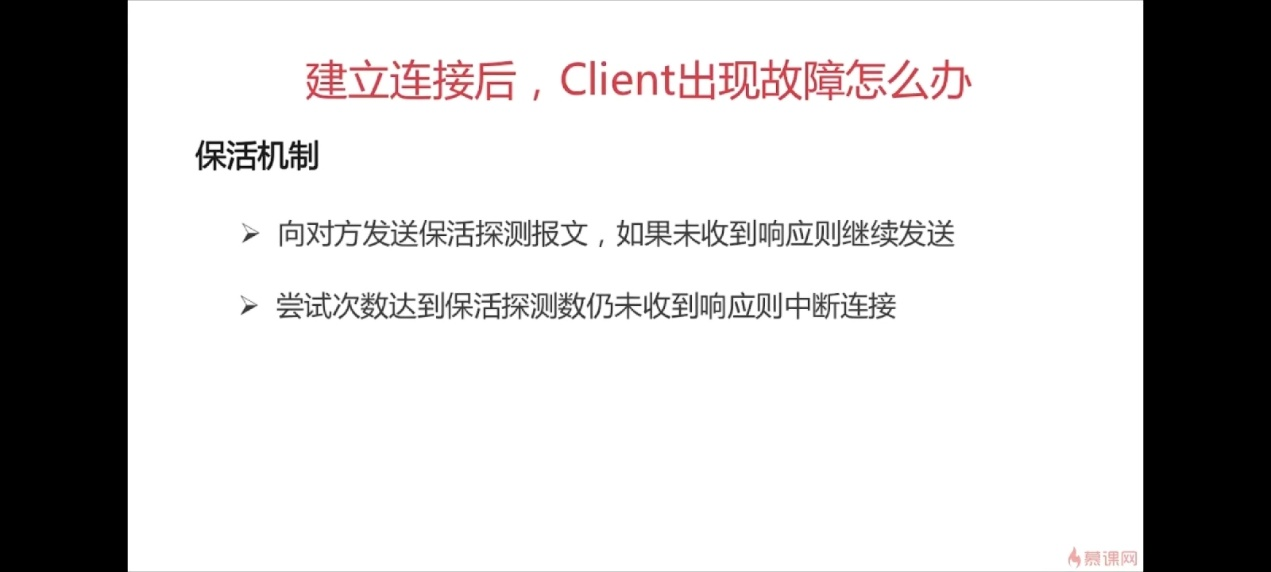 建立连接后，Client出现故障怎么办
保活机制
向对方发送保活探测报文，如果未收到响应则继续发送
尝试次数达到保活探测数仍未收到响应则中断连接
慕课网